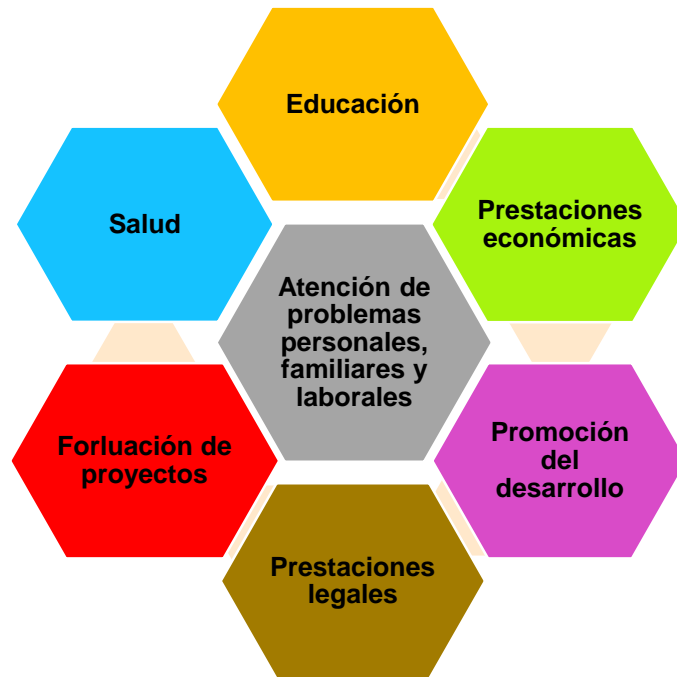 Educación
Salud
Prestaciones
económicas
Atención de
problemas
personales,
familiares y
laborales
Forluación de
proyectos
Promoción
del
desarrollo
Prestaciones
legales